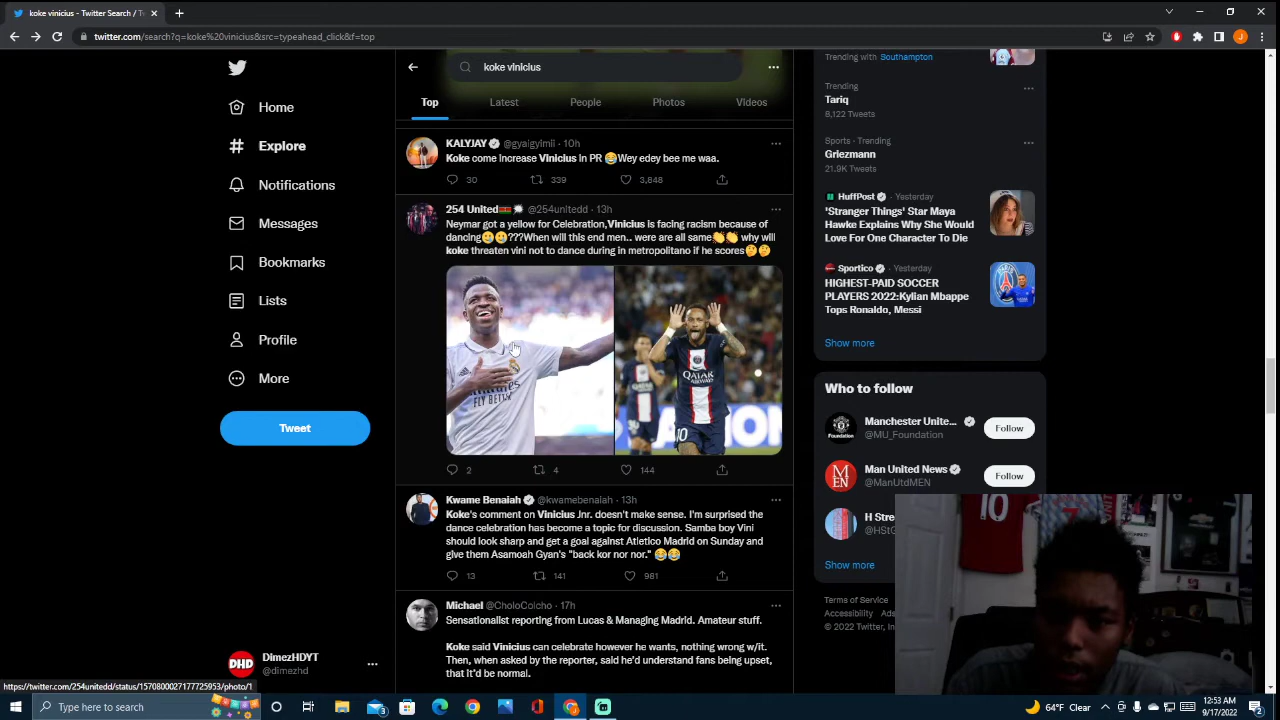 koke vinicius - Twitter Search / Tw
twitter.com/search?q=koke%20vinicius&src=typeahead_click&f=top
Home
Explore
Notifications
Messages
Bookmarks
Lists
Profile
More
Tweet
DimezHDYT
@dimezhd
koke vinicius
Top
Latest
People
Photos
Videos
KALYJAY @gyaigyimii · 10h
Koke come increase Vinicius in PR 😂Wey edey bee me waa.
30
339
3,848
254 United @254unitedd · 13h
Neymar got a yellow for Celebration,Vinicius is facing racism because of
dancing😃😃???When will this end men.. were are all same👏👏 why will
koke threaten vini not to dance during in metropolitano if he scores🤔🤔
FLY BETTER
QATAR
AIRWAYS
10
2
4
144
Kwame Benaiah @kwamebenaiah · 13h
Koke's comment on Vinicius Jnr. doesn't make sense. I'm surprised the
dance celebration has become a topic for discussion. Samba boy Vini
should look sharp and get a goal against Atletico Madrid on Sunday and
give them Asamoah Gyan's "back kor nor nor." 😂😂
13
141
981
Michael @CholoColcho · 17h
Sensationalist reporting from Lucas & Managing Madrid. Amateur stuff.
Koke said Vinicius can celebrate however he wants, nothing wrong w/it.
Then, when asked by the reporter, said he'd understand fans being upset,
that it'd be normal.
Trending with Southampton
Trending
Tariq
6,122 Tweets
Sports · Trending
Griezmann
21.9K Tweets
HuffPost · Yesterday
'Stranger Things' Star Maya
Hawke Explains Why She Would
Love For One Character To Die
Sportico · Yesterday
HIGHEST-PAID SOCCER
PLAYERS 2022:Kylian Mbappe
Tops Ronaldo, Messi
Show more
Who to follow
Manchester Unite...
@MU_Foundation
Follow
Man United News
@ManUtdMEN
Follow
H Stre
@HStG
Show more
Terms of Service
Accessibility Ads
© 2022 Twitter, In
10
https://twitter.com/254unitedd/status/1570800027177725953/photo/1
Type here to search
64°F Clear
12:53 AM
9/17/2022